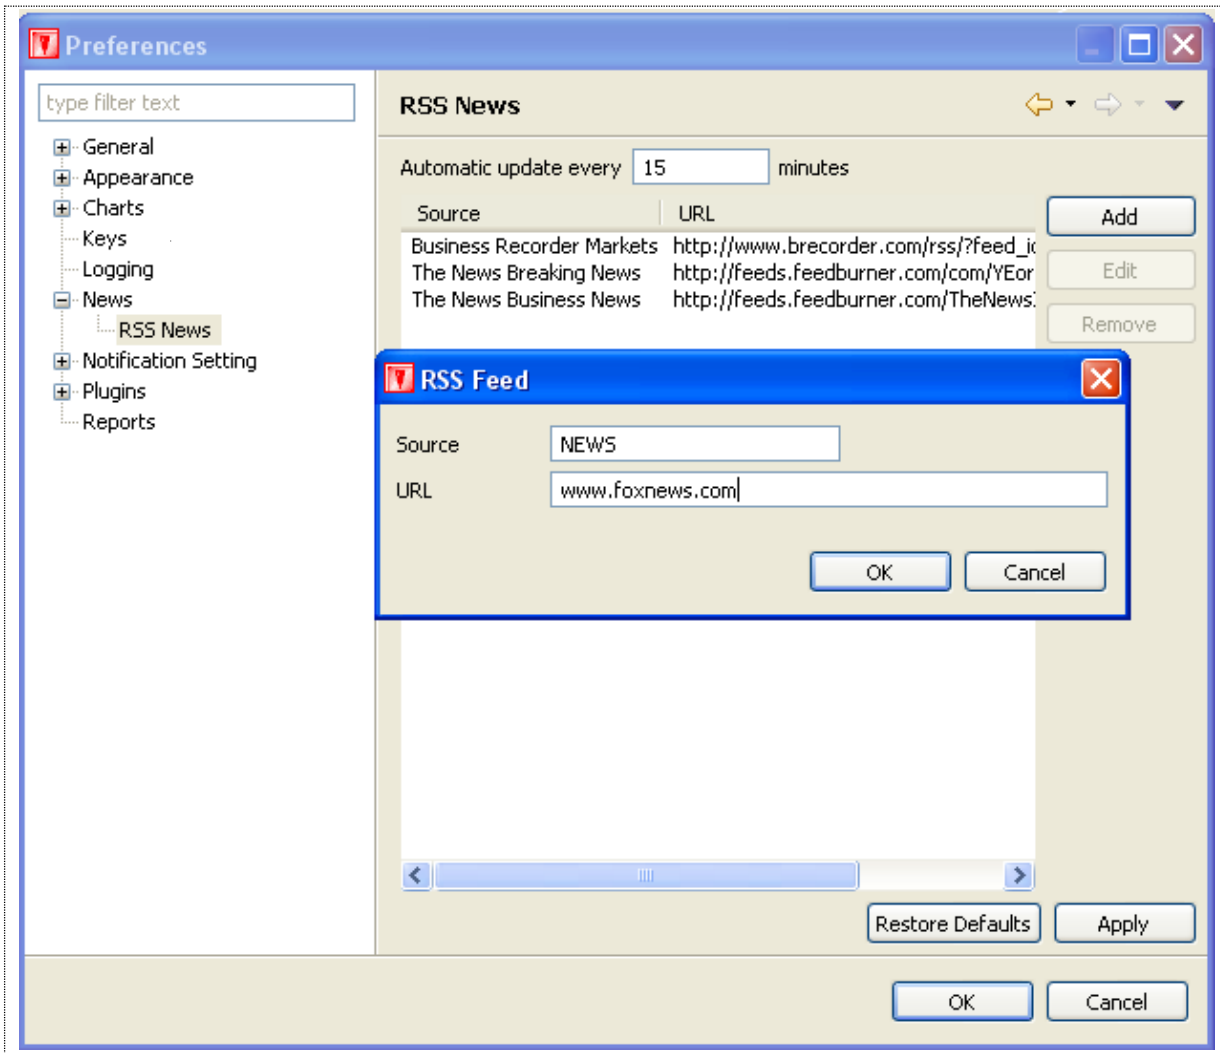 Preferences
type filter text
General
Appearance
Charts
Keys
Logging
News
RSS News
Notification Setting
Plugins
Reports
RSS News
Automatic update every 15 minutes
Source URL
Business Recorder Markets http://www.brecorder.com/rss/?feed_ic
The News Breaking News http://feeds.feedburner.com/com/YEor
The News Business News http://feeds.feedburner.com/TheNews
Add
Edit
Remove
RSS Feed
Source NEWS
URL www.foxnews.com
OK Cancel
Restore Defaults Apply
OK Cancel